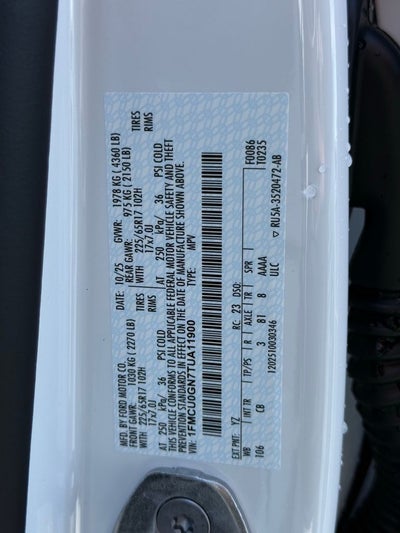 MFD. BY FORD MOTOR CO.
10/25 GVWR: 1978 KG ( 4360 LB)
FRONT GAWR: 1030 KG ( 2270 LB)
REAR GAWR: 975 KG ( 2150 LB)
WITH 225/65R17 102H TIRES
17x7.0J RIMS
WITH 225/65R17 102H TIRES
17x7.0J RIMS
AT 250 kPa/ 36 PSI COLD
AT 250 kPa/ 36 PSI COLD
THIS VEHICLE CONFORMS TO ALL APPLICABLE FEDERAL MOTOR VEHICLE SAFETY AND THEFT
PREVENTION STANDARDS IN EFFECT ON THE DATE OF MANUFACTURE SHOWN ABOVE.
VIN: 1FMCU0GN7TUA11900
TYPE: MPV
F0086
T0235
EXT PNT: YZ RC: 23 DSO:
WB TP/PS R AXLE TR SPR
106 CB I 3 81 8 AAAA
1202510030346 ULC
▽ RU5A-3520472-AB